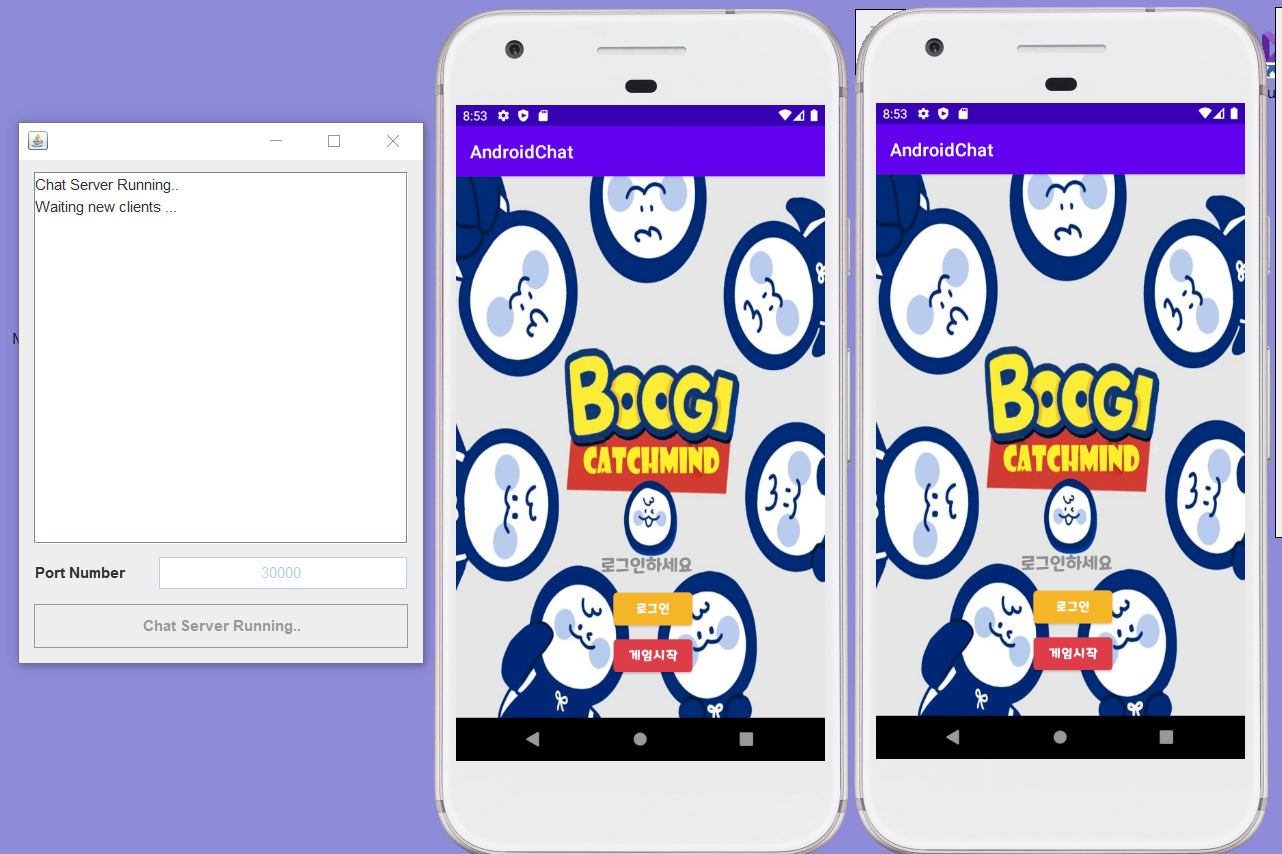 Chat Server Running..
Waiting new clients ...
Port Number
30000
Chat Server Running..
8:53
AndroidChat
BOOGI
CATCHMIND
로그인하세요
로그인
게임시작
8:53
AndroidChat
BOOGI
CATCHMIND
로그인하세요
로그인
게임시작